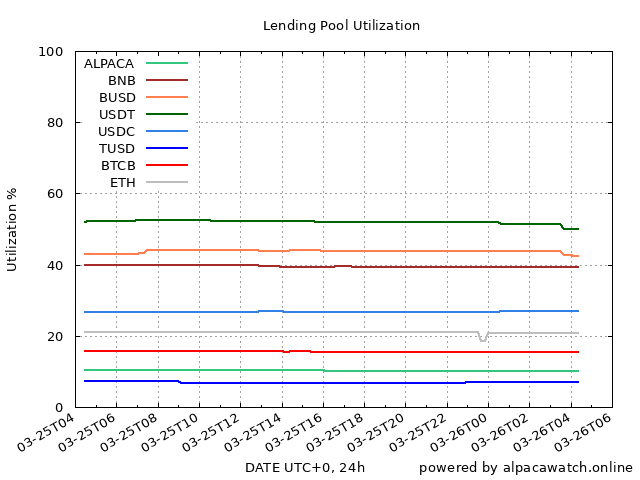 Lending Pool Utilization
100
80
60
40
20
0
Utilization %
ALPACA
BNB
BUSD
USDT
USDC
TUSD
BTCB
ETH
03-25T04
03-25T06
03-25T08
03-25T10
03-25T12
03-25T14
03-25T16
03-25T18
03-25T20
03-25T22
03-26T00
03-26T02
03-26T04
03-26T06
DATE UTC+0, 24h
powered by alpacawatch.online